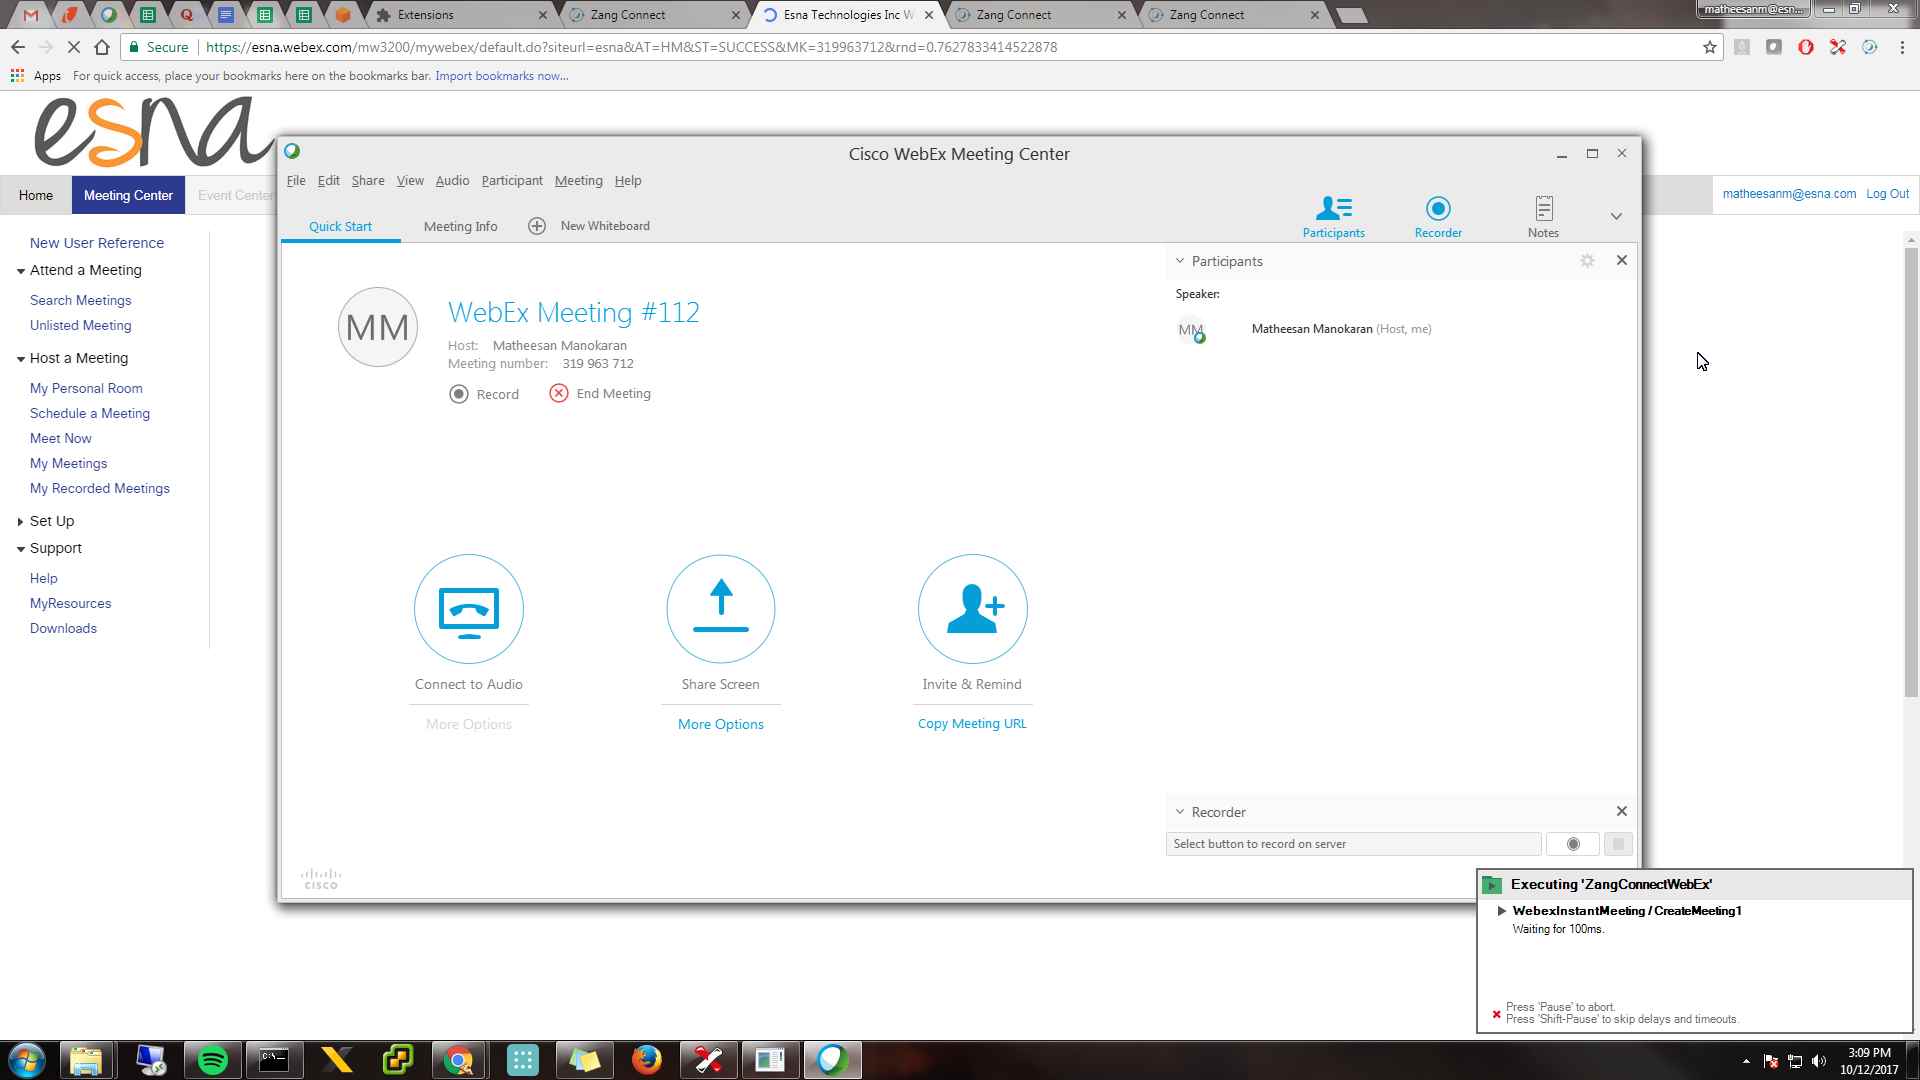 Extensions
Zang Connect
Esna Technologies Inc W
Zang Connect
Zang Connect
matheesanm@esn...
Secure
https://esna.webex.com/mw3200/mywebex/default.do?siteurl=esna&AT=HM&ST=SUCCESS&MK=319963712&rnd=0.7627833414522878
Apps
For quick access, place your bookmarks here on the bookmarks bar. Import bookmarks now...
esna
Home
Meeting Center
Event Center
matheesanm@esna.com
Log Out
New User Reference
Attend a Meeting
Search Meetings
Unlisted Meeting
Host a Meeting
My Personal Room
Schedule a Meeting
Meet Now
My Meetings
My Recorded Meetings
Set Up
Support
Help
MyResources
Downloads
Cisco WebEx Meeting Center
File Edit Share View Audio Participant Meeting Help
Quick Start
Meeting Info
New Whiteboard
Participants
Recorder
Notes
MM
WebEx Meeting #112
Host: Matheesan Manokaran
Meeting number: 319 963 712
Record
End Meeting
Connect to Audio
More Options
Share Screen
More Options
Invite & Remind
Copy Meeting URL
CISCO
Participants
Speaker:
MM
Matheesan Manokaran (Host, me)
Recorder
Select button to record on server
Executing 'ZangConnectWebEx'
WebexInstantMeeting / CreateMeeting1
Waiting for 100ms.
Press 'Pause' to abort.
Press 'Shift-Pause' to skip delays and timeouts.
3:09 PM
10/12/2017